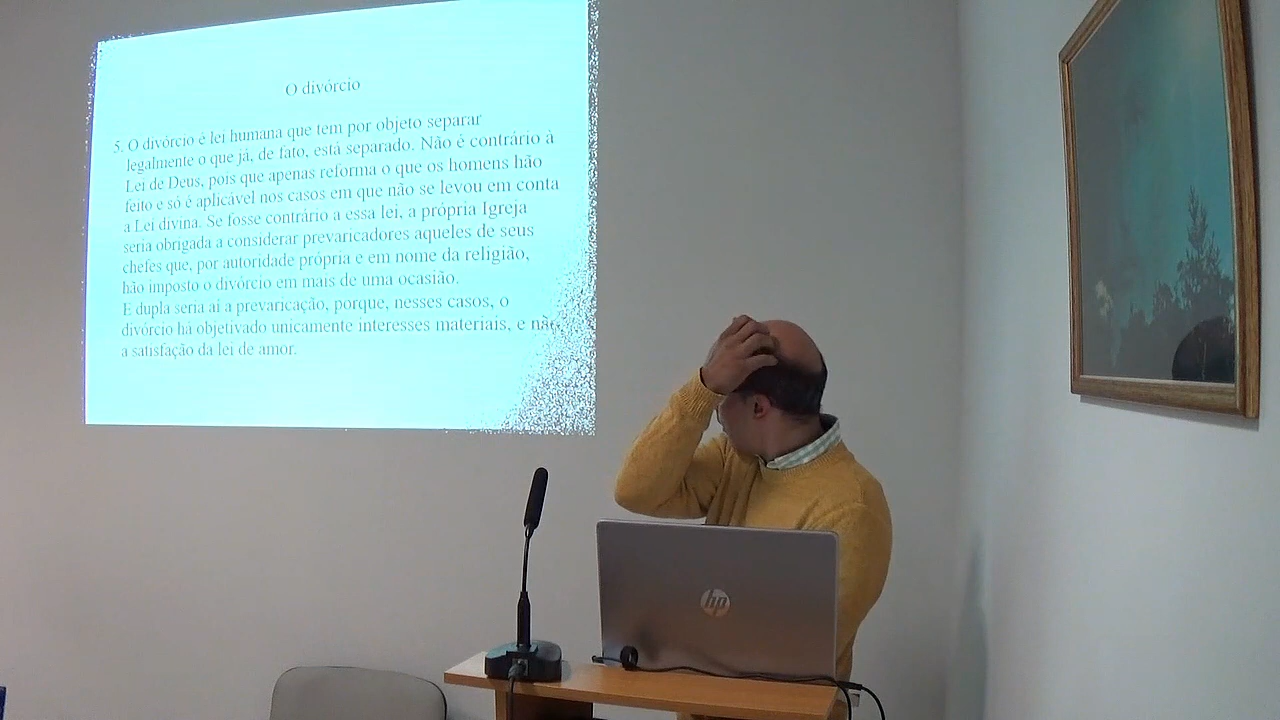 O divórcio
5. O divórcio é lei humana que tem por objeto separar
legalmente o que já, de fato, está separado. Não é contrário à
Lei de Deus, pois que apenas reforma o que os homens hão
feito e só é aplicável nos casos em que não se levou em conta
a Lei divina. Se fosse contrário a essa lei, a própria Igreja
seria obrigada a considerar prevaricadores aqueles de seus
chefes que, por autoridade própria e em nome da religião,
hão imposto o divórcio em mais de uma ocasião.
E dupla seria aí a prevaricação, porque, nesses casos, o
divórcio há objetivado unicamente interesses materiais, e não
a satisfação da lei de amor.
hp